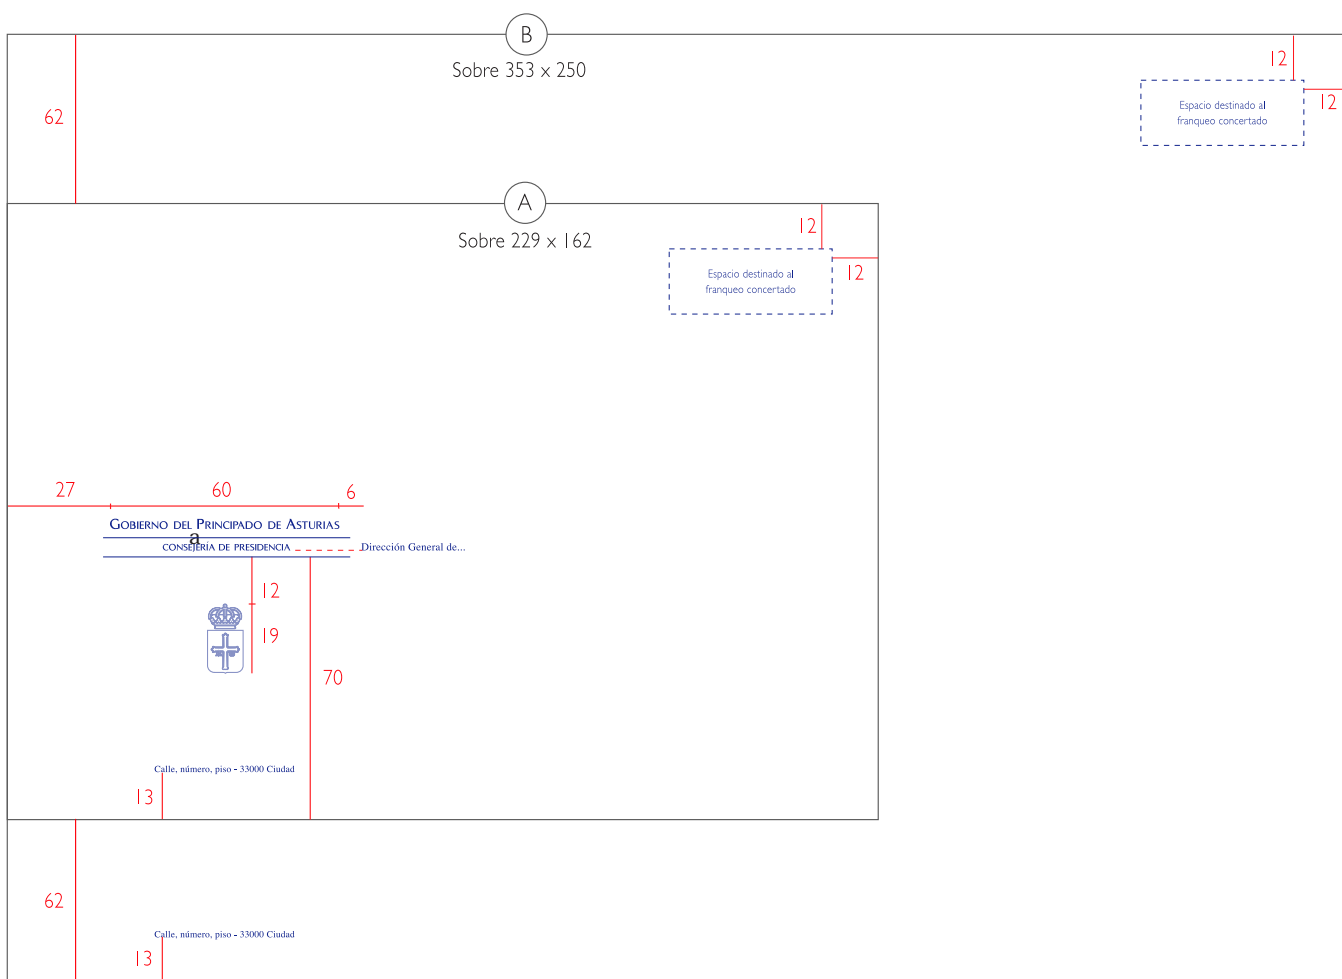 B
Sobre 353 x 250
12
12
Espacio destinado al
franqueo concertado
62
A
Sobre 229 x 162
12
12
Espacio destinado al
franqueo concertado
27 60 6
GOBIERNO DEL PRINCIPADO DE ASTURIAS
a
CONSEJERÍA DE PRESIDENCIA Dirección General de...
12
19
70
Calle, número, piso - 33000 Ciudad
13
62
Calle, número, piso - 33000 Ciudad
13